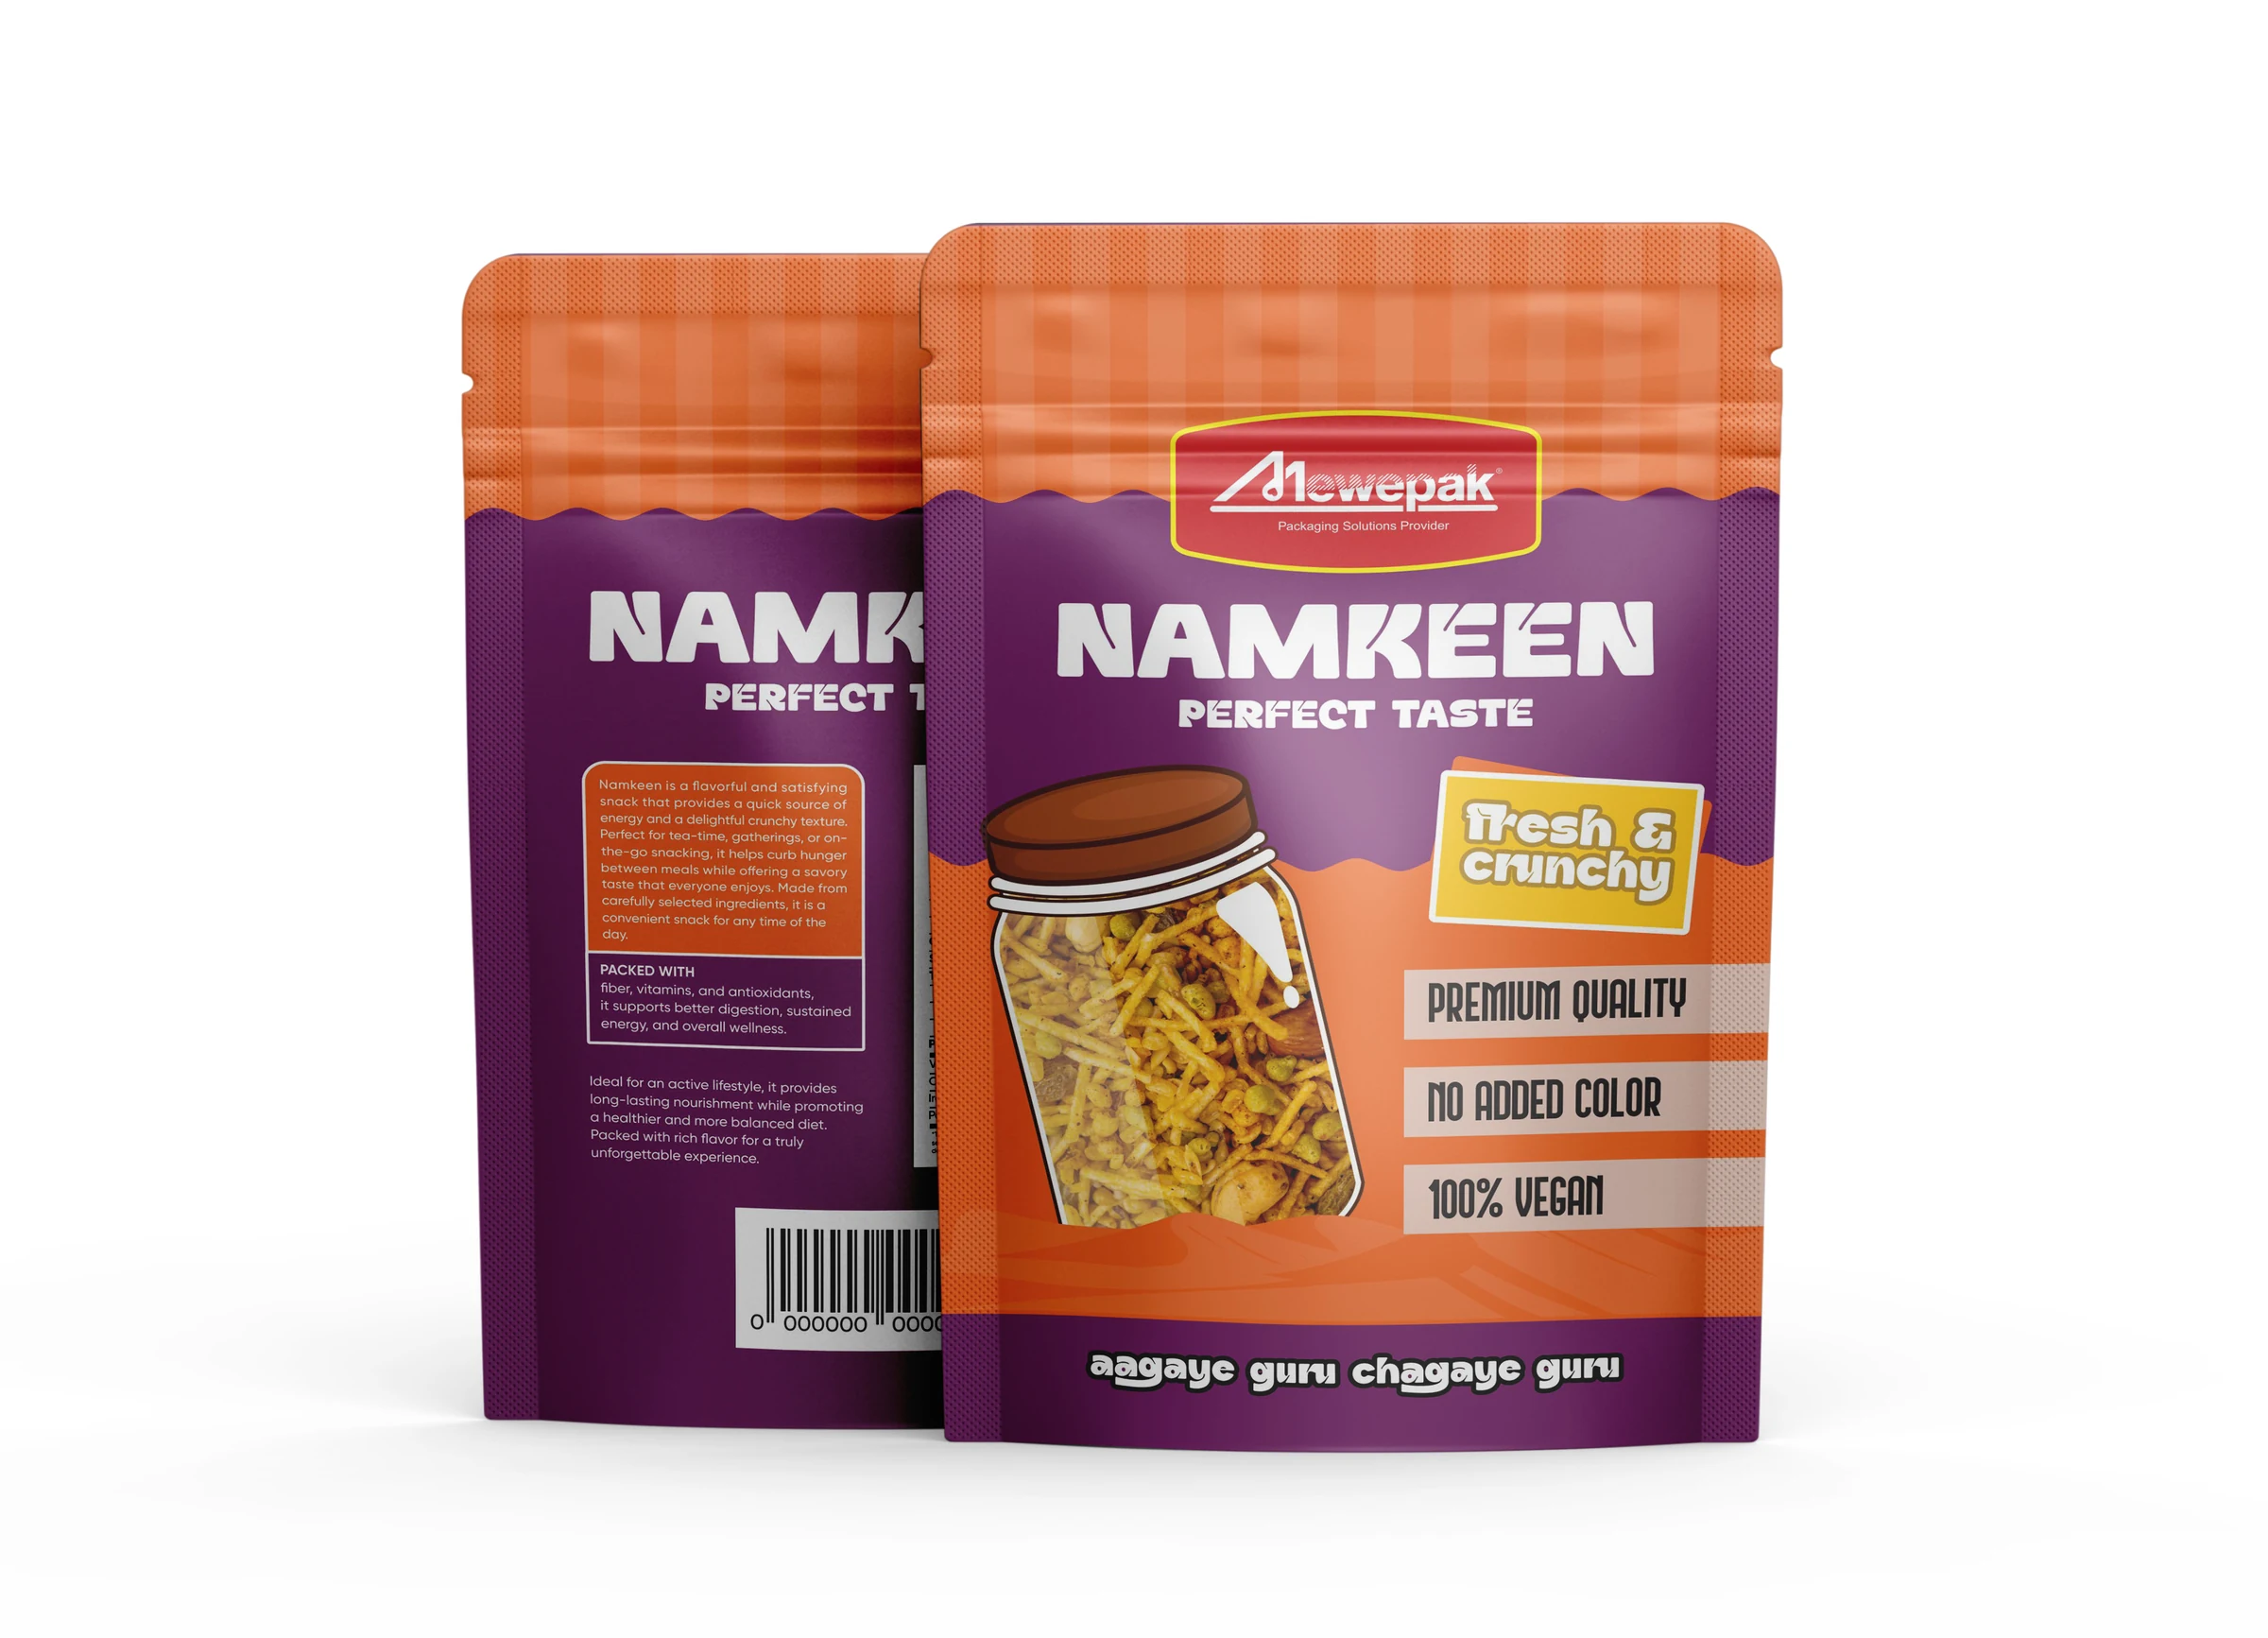 NAMK
PERFECT T
Namkeen is a flavorful and satisfying
snack that provides a quick source of
energy and a delightful crunchy texture.
Perfect for tea-time, gatherings, or on-
the-go snacking, it helps curb hunger
between meals while offering a savory
taste that everyone enjoys. Made from
carefully selected ingredients, it is a
convenient snack for any time of the
day.
PACKED WITH
fiber, vitamins, and antioxidants,
it supports better digestion, sustained
energy, and overall wellness.
Ideal for an active lifestyle, it provides
long-lasting nourishment while promoting
a healthier and more balanced diet.
Packed with rich flavor for a truly
unforgettable experience.
0 000000 000
Mewepak®
Packaging Solutions Provider
NAMKEEN
PERFECT TASTE
fresh &
crunchy
PREMIUM QUALITY
NO ADDED COLOR
100% VEGAN
aagaye guru chagaye guru